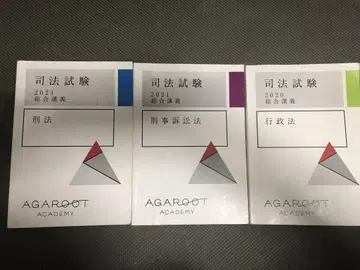 司法試験
2021
総合講義
刑法
AGAROOT
ACADEMY
司法試験
2021
総合講義
刑事訴訟法
AGAROOT
ACADEMY
司法試験
2020
総合講義
行政法
AGAROOT
ACADEMY